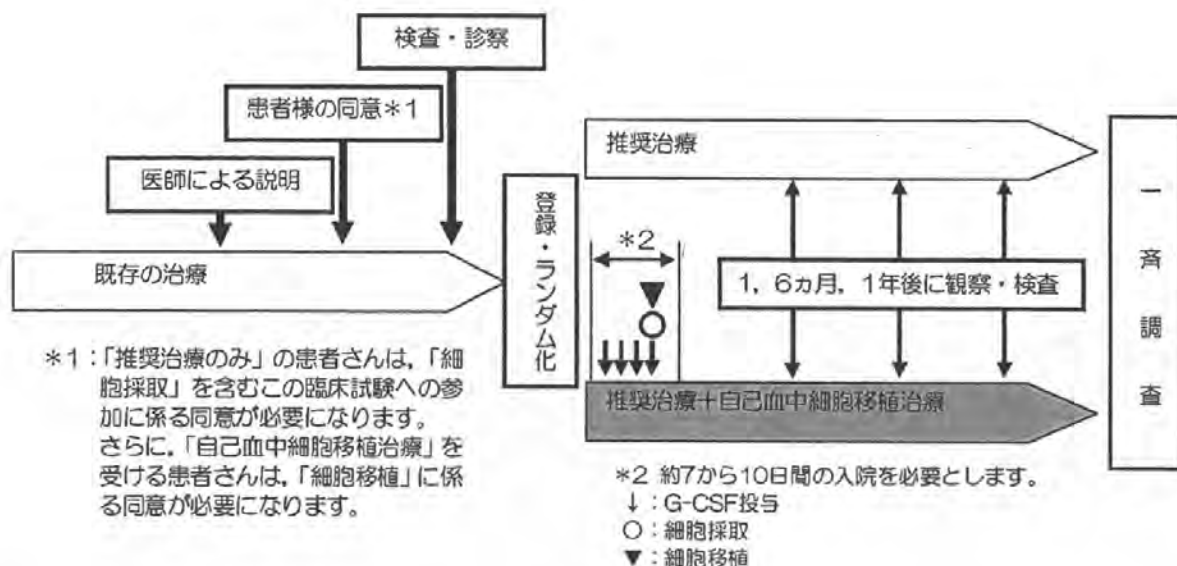 検査・診察
患者様の同意*1
医師による説明
既存の治療
登録・ランダム化
推奨治療
*2
1，6ヵ月，1年後に観察・検査
推奨治療＋自己血中細胞移植治療
一斉調査
*1：「推奨治療のみ」の患者さんは，「細
胞採取」を含むこの臨床試験への参
加に係る同意が必要になります。
さらに，「自己血中細胞移植治療」を
受ける患者さんは，「細胞移植」に係
る同意が必要になります。
*2 約7から10日間の入院を必要とします。
↓：G-CSF投与
○：細胞採取
▼：細胞移植